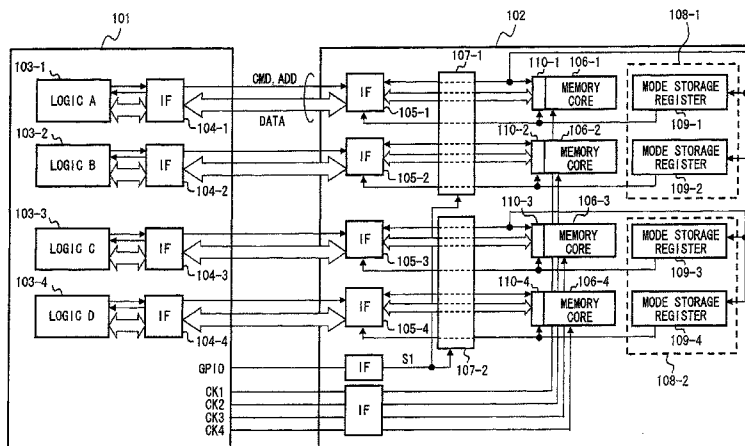 101
102
108-1
107-1
103-1
110-1 106-1
LOGIC A
IF
CMD, ADD
IF
MEMORY CORE
MODE STORAGE REGISTER
104-1
DATA
105-1
109-1
103-2
110-2 106-2
LOGIC B
IF
IF
MEMORY CORE
MODE STORAGE REGISTER
104-2
105-2
109-2
103-3
110-3 106-3
LOGIC C
IF
IF
MEMORY CORE
MODE STORAGE REGISTER
104-3
105-3
109-3
103-4
110-4 106-4
LOGIC D
IF
IF
MEMORY CORE
MODE STORAGE REGISTER
104-4
105-4
109-4
GPIO
IF
S1
107-2
108-2
CK1
CK2
CK3
CK4
IF